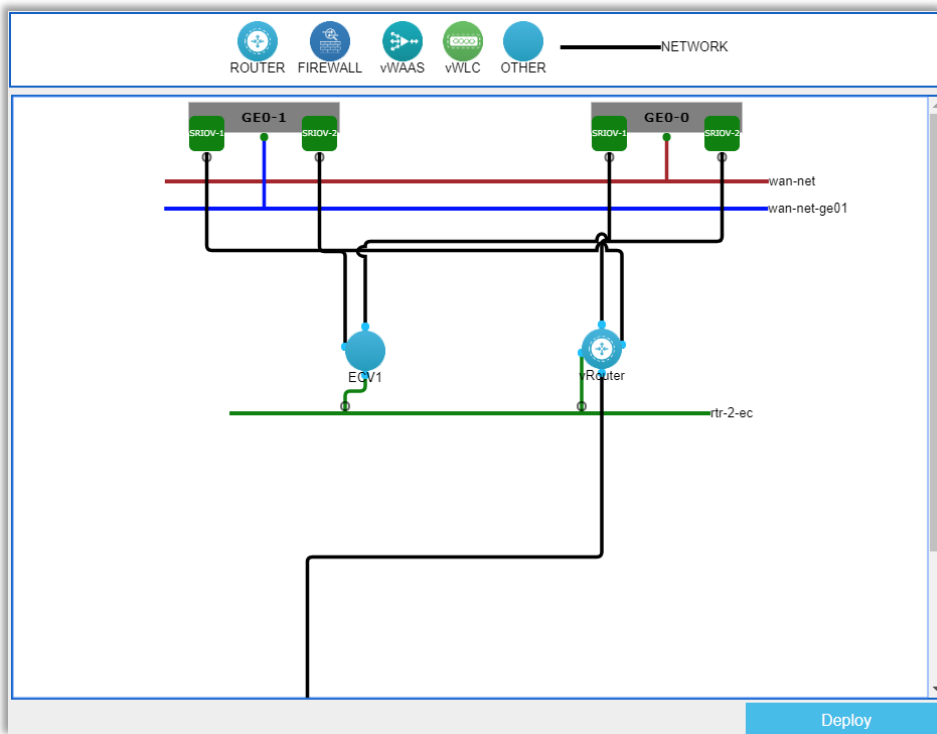 ROUTER FIREWALL vWAAS vWLC OTHER NETWORK
GE0-1 GE0-0
SRIOV-1 SRIOV-2 SRIOV-1 SRIOV-2
wan-net
wan-net-ge01
ECV1 vRouter
rtr-2-ec
Deploy